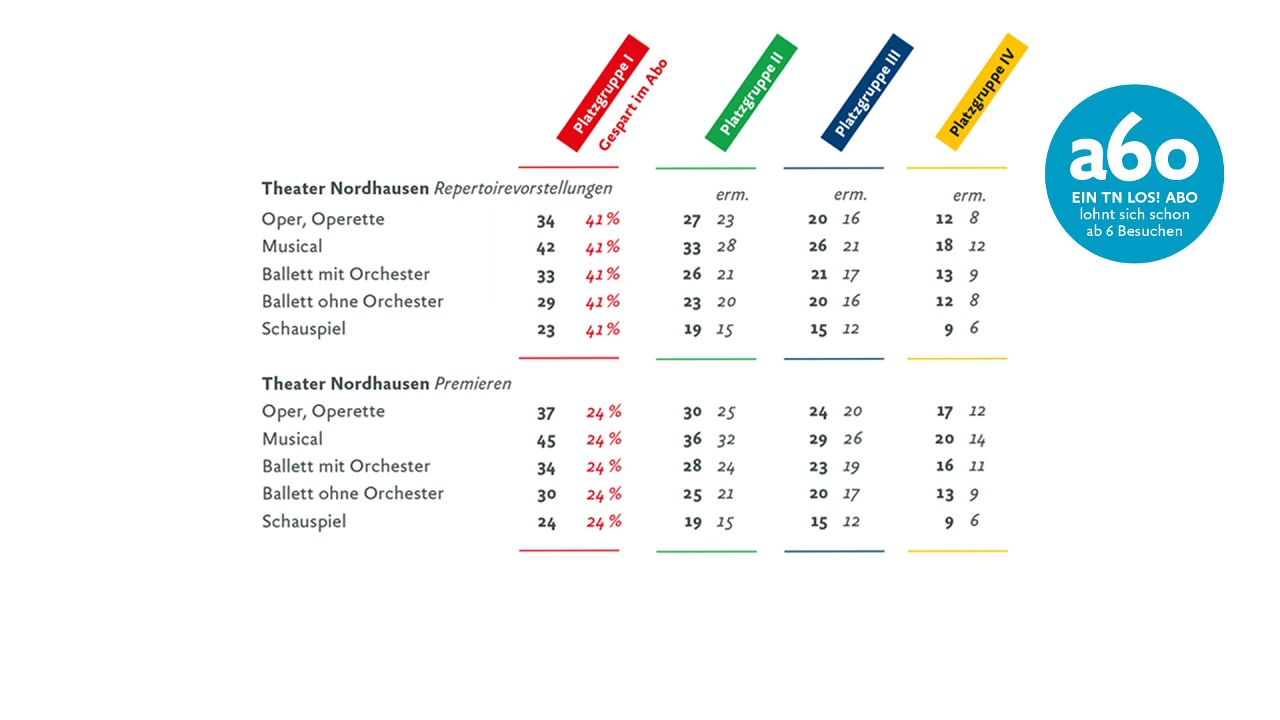 Platzgruppe I
Gespart im Abo
Platzgruppe II
Platzgruppe III
Platzgruppe IV
a6o
EIN TN LOS! ABO
lohnt sich schon
ab 6 Besuchen
Theater Nordhausen Repertoirevorstellungen erm. erm. erm.
Oper, Operette 34 41 % 27 23 20 16 12 8
Musical 42 41 % 33 28 26 21 18 12
Ballett mit Orchester 33 41 % 26 21 21 17 13 9
Ballett ohne Orchester 29 41 % 23 20 20 16 12 8
Schauspiel 23 41 % 19 15 15 12 9 6
Theater Nordhausen Premieren
Oper, Operette 37 24 % 30 25 24 20 17 12
Musical 45 24 % 36 32 29 26 20 14
Ballett mit Orchester 34 24 % 28 24 23 19 16 11
Ballett ohne Orchester 30 24 % 25 21 20 17 13 9
Schauspiel 24 24 % 19 15 15 12 9 6